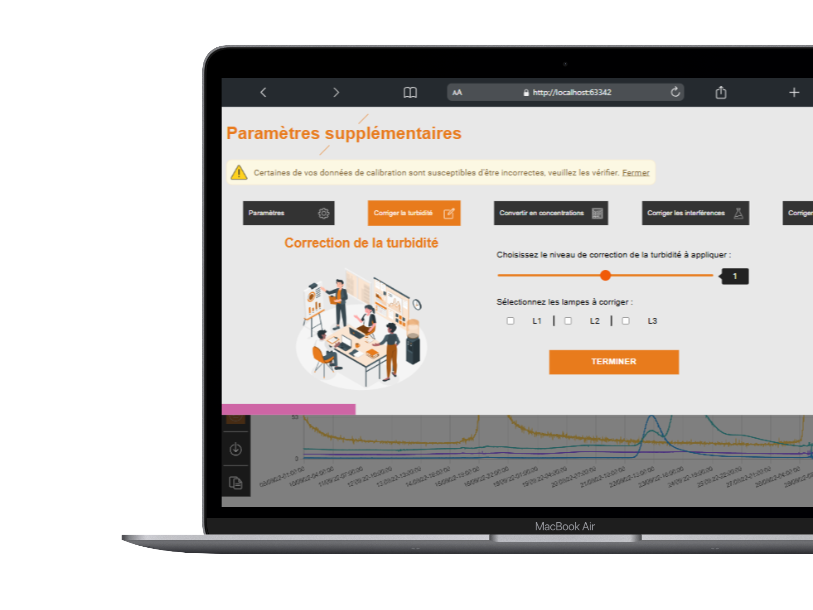 AA
http://localhost:63342
Paramètres supplémentaires
Certaines de vos données de calibration sont susceptibles d'être incorrectes, veuillez les vérifier. Fermer
Paramètres
Corriger la turbidité
Convertir en concentrations
Corriger les interférences
Corriger
Correction de la turbidité
Choisissez le niveau de correction de la turbidité à appliquer :
1
Sélectionnez les lampes à corriger :
L1 | L2 | L3
TERMINER
0
MacBook Air